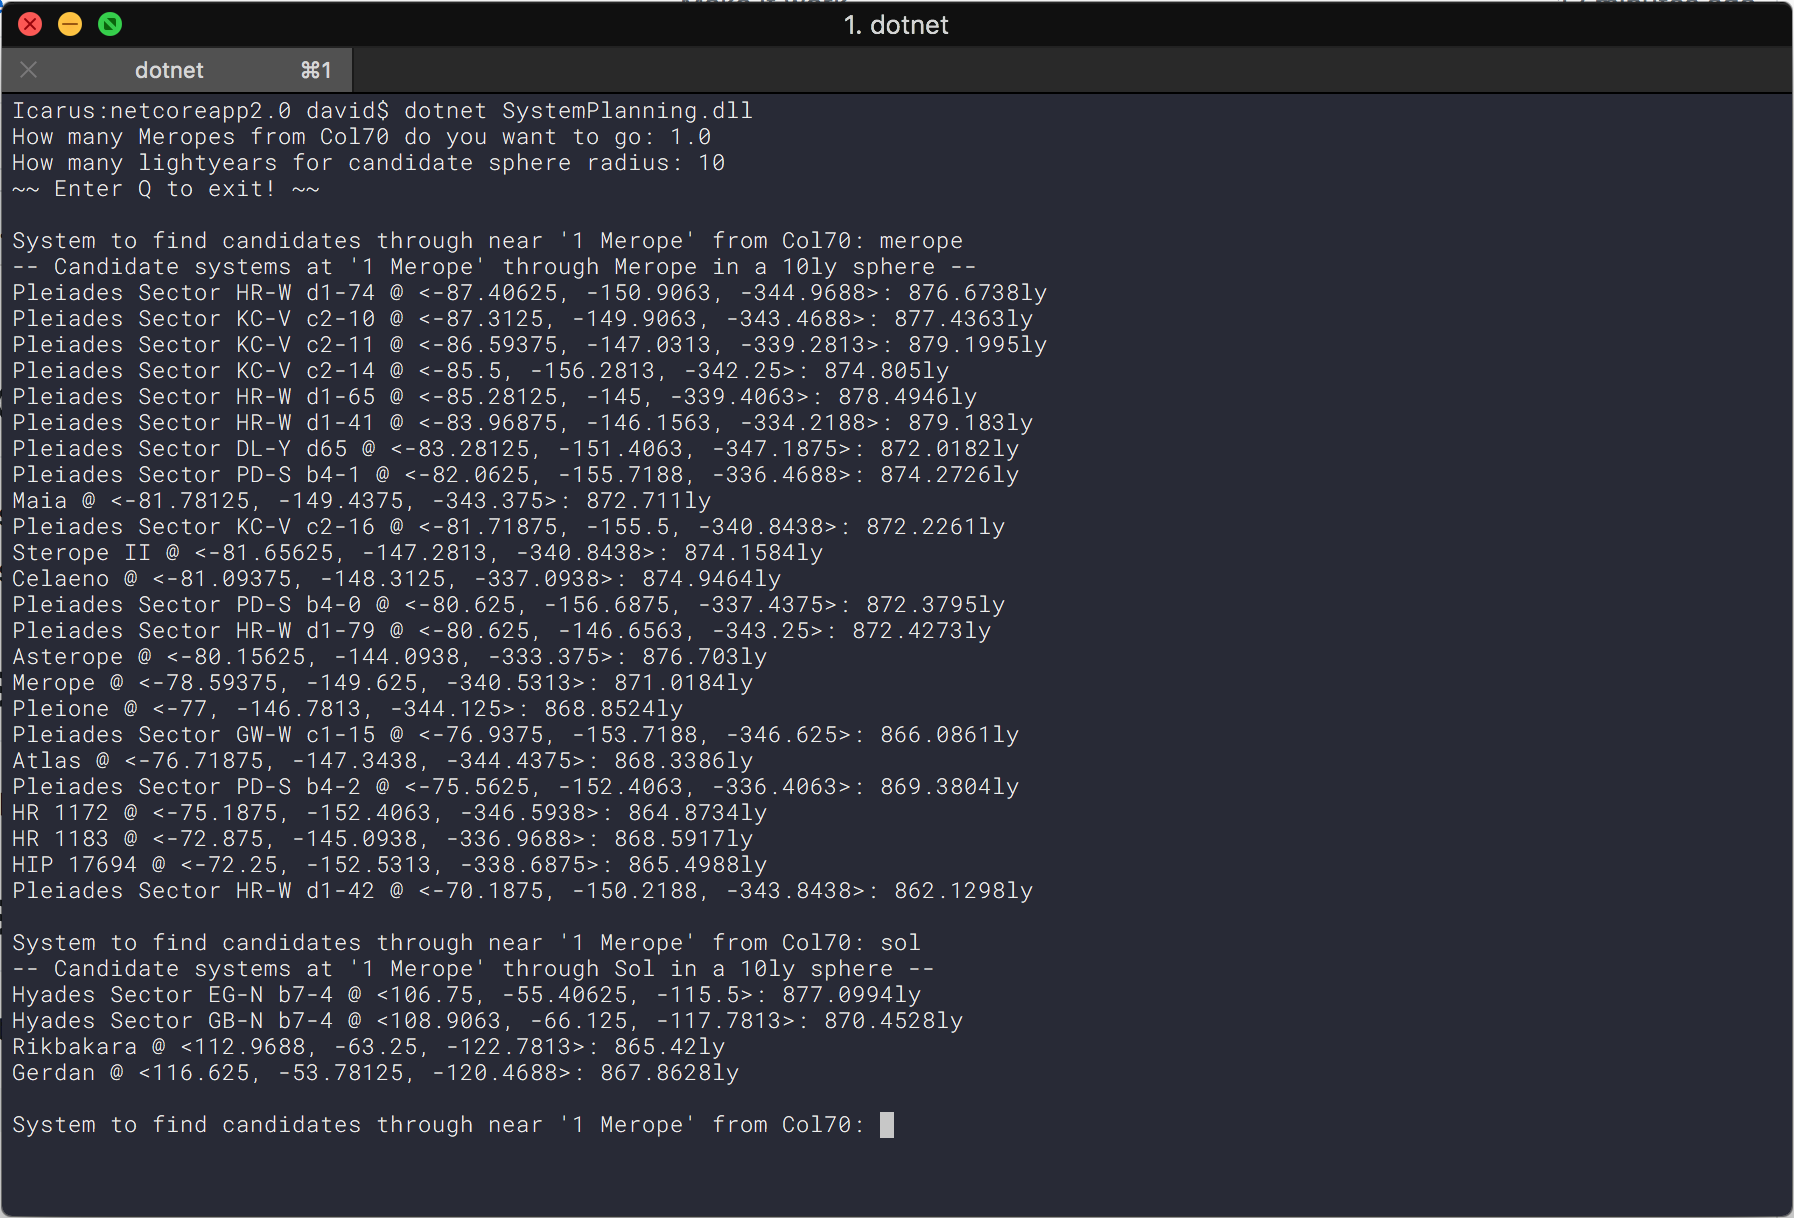 1. dotnet
dotnet ⌘1
Icarus:netcoreapp2.0 david$ dotnet SystemPlanning.dll
How many Meropes from Col70 do you want to go: 1.0
How many lightyears for candidate sphere radius: 10
~~ Enter Q to exit! ~~
System to find candidates through near '1 Merope' from Col70: merope
-- Candidate systems at '1 Merope' through Merope in a 10ly sphere --
Pleiades Sector HR-W d1-74 @ <-87.40625, -150.9063, -344.9688>: 876.6738ly
Pleiades Sector KC-V c2-10 @ <-87.3125, -149.9063, -343.4688>: 877.4363ly
Pleiades Sector KC-V c2-11 @ <-86.59375, -147.0313, -339.2813>: 879.1995ly
Pleiades Sector KC-V c2-14 @ <-85.5, -156.2813, -342.25>: 874.805ly
Pleiades Sector HR-W d1-65 @ <-85.28125, -145, -339.4063>: 878.4946ly
Pleiades Sector HR-W d1-41 @ <-83.96875, -146.1563, -334.2188>: 879.183ly
Pleiades Sector DL-Y d65 @ <-83.28125, -151.4063, -347.1875>: 872.0182ly
Pleiades Sector PD-S b4-1 @ <-82.0625, -155.7188, -336.4688>: 874.2726ly
Maia @ <-81.78125, -149.4375, -343.375>: 872.711ly
Pleiades Sector KC-V c2-16 @ <-81.71875, -155.5, -340.8438>: 872.2261ly
Sterope II @ <-81.65625, -147.2813, -340.8438>: 874.1584ly
Celaeno @ <-81.09375, -148.3125, -337.0938>: 874.9464ly
Pleiades Sector PD-S b4-0 @ <-80.625, -156.6875, -337.4375>: 872.3795ly
Pleiades Sector HR-W d1-79 @ <-80.625, -146.6563, -343.25>: 872.4273ly
Asterope @ <-80.15625, -144.0938, -333.375>: 876.703ly
Merope @ <-78.59375, -149.625, -340.5313>: 871.0184ly
Pleione @ <-77, -146.7813, -344.125>: 868.8524ly
Pleiades Sector GW-W c1-15 @ <-76.9375, -153.7188, -346.625>: 866.0861ly
Atlas @ <-76.71875, -147.3438, -344.4375>: 868.3386ly
Pleiades Sector PD-S b4-2 @ <-75.5625, -152.4063, -336.4063>: 869.3804ly
HR 1172 @ <-75.1875, -152.4063, -346.5938>: 864.8734ly
HR 1183 @ <-72.875, -145.0938, -336.9688>: 868.5917ly
HIP 17694 @ <-72.25, -152.5313, -338.6875>: 865.4988ly
Pleiades Sector HR-W d1-42 @ <-70.1875, -150.2188, -343.8438>: 862.1298ly
System to find candidates through near '1 Merope' from Col70: sol
-- Candidate systems at '1 Merope' through Sol in a 10ly sphere --
Hyades Sector EG-N b7-4 @ <106.75, -55.40625, -115.5>: 877.0994ly
Hyades Sector GB-N b7-4 @ <108.9063, -66.125, -117.7813>: 870.4528ly
Rikbakara @ <112.9688, -63.25, -122.7813>: 865.42ly
Gerdan @ <116.625, -53.78125, -120.4688>: 867.8628ly
System to find candidates through near '1 Merope' from Col70: